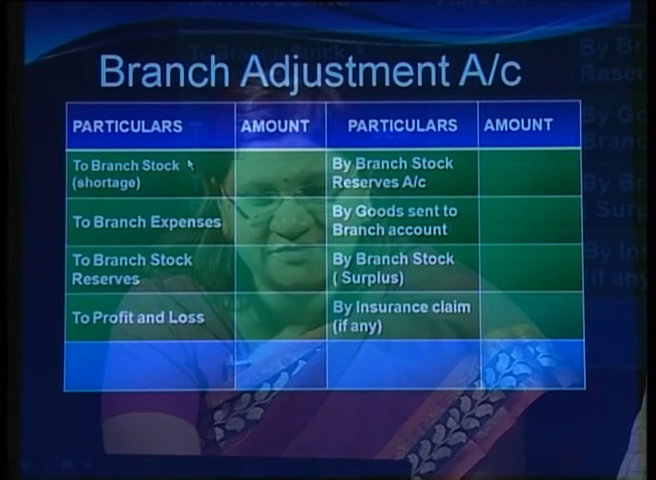 Branch Adjustment A/c
PARTICULARS AMOUNT PARTICULARS AMOUNT
To Branch Stock
(shortage)
By Branch Stock
Reserves A/c
To Branch Expenses
By Goods sent to
Branch account
To Branch Stock
Reserves
By Branch Stock
( Surplus)
To Profit and Loss
By Insurance claim
(if any)